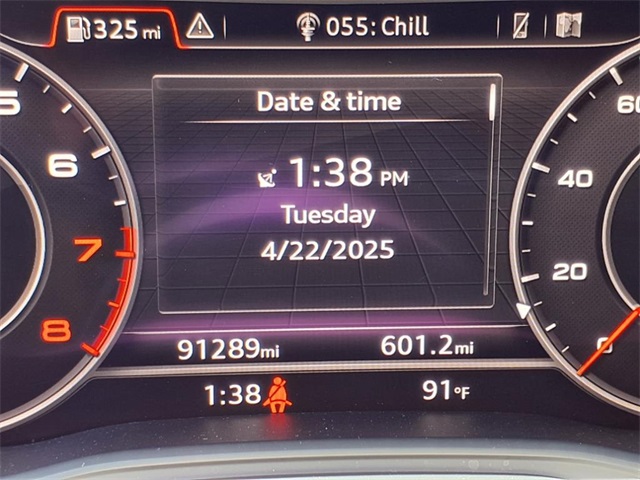 325 mi
055: Chill
Date & time
1:38 PM
Tuesday
4/22/2025
5
6
7
8
60
40
20
0
91289mi
601.2mi
1:38
91°F